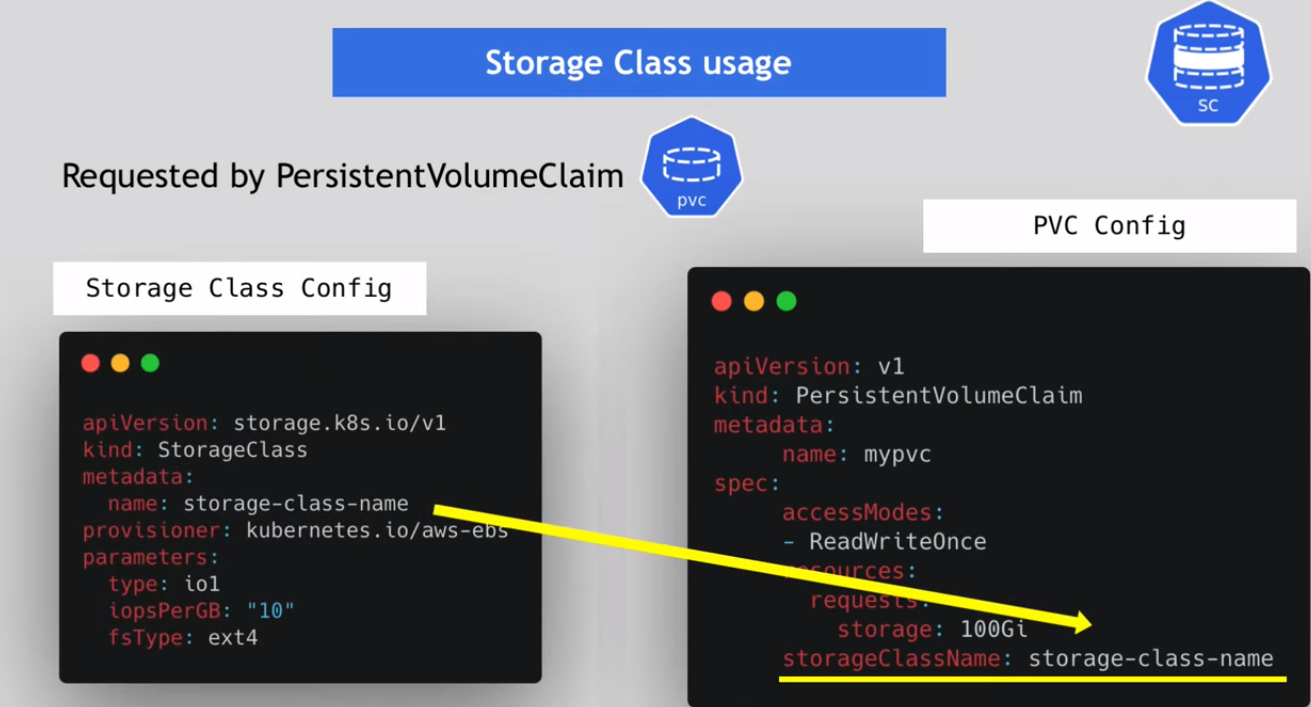 Storage Class usage
sc
Requested by PersistentVolumeClaim
pvc
PVC Config
Storage Class Config
apiVersion: storage.k8s.io/v1
kind: StorageClass
metadata:
  name: storage-class-name
provisioner: kubernetes.io/aws-ebs
parameters:
  type: io1
  iopsPerGB: "10"
  fsType: ext4
apiVersion: v1
kind: PersistentVolumeClaim
metadata:
     name: mypvc
spec:
     accessModes:
     - ReadWriteOnce
     resources:
       requests:
         storage: 100Gi
     storageClassName: storage-class-name